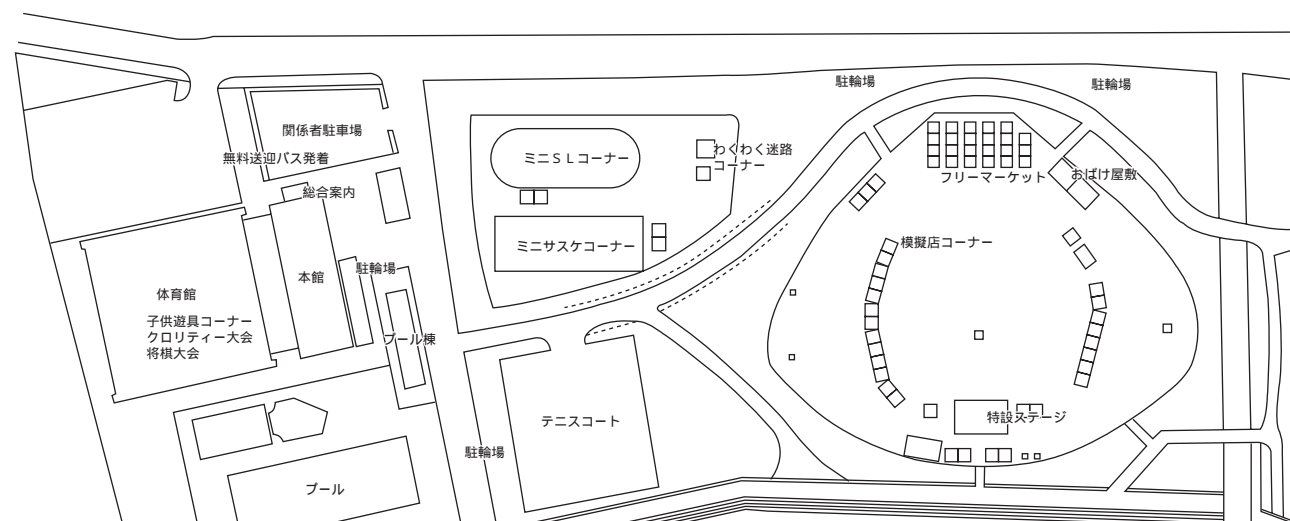 駐輪場
駐輪場
関係者駐車場
無料送迎バス発着
ミニＳＬコーナー
わくわく迷路
コーナー
フリーマーケット
おばけ屋敷
総合案内
ミニサスケコーナー
模擬店コーナー
駐輪場
本館
体育館
子供遊具コーナー
クロリティー大会
将棋大会
プール棟
テニスコート
特設ステージ
駐輪場
プール